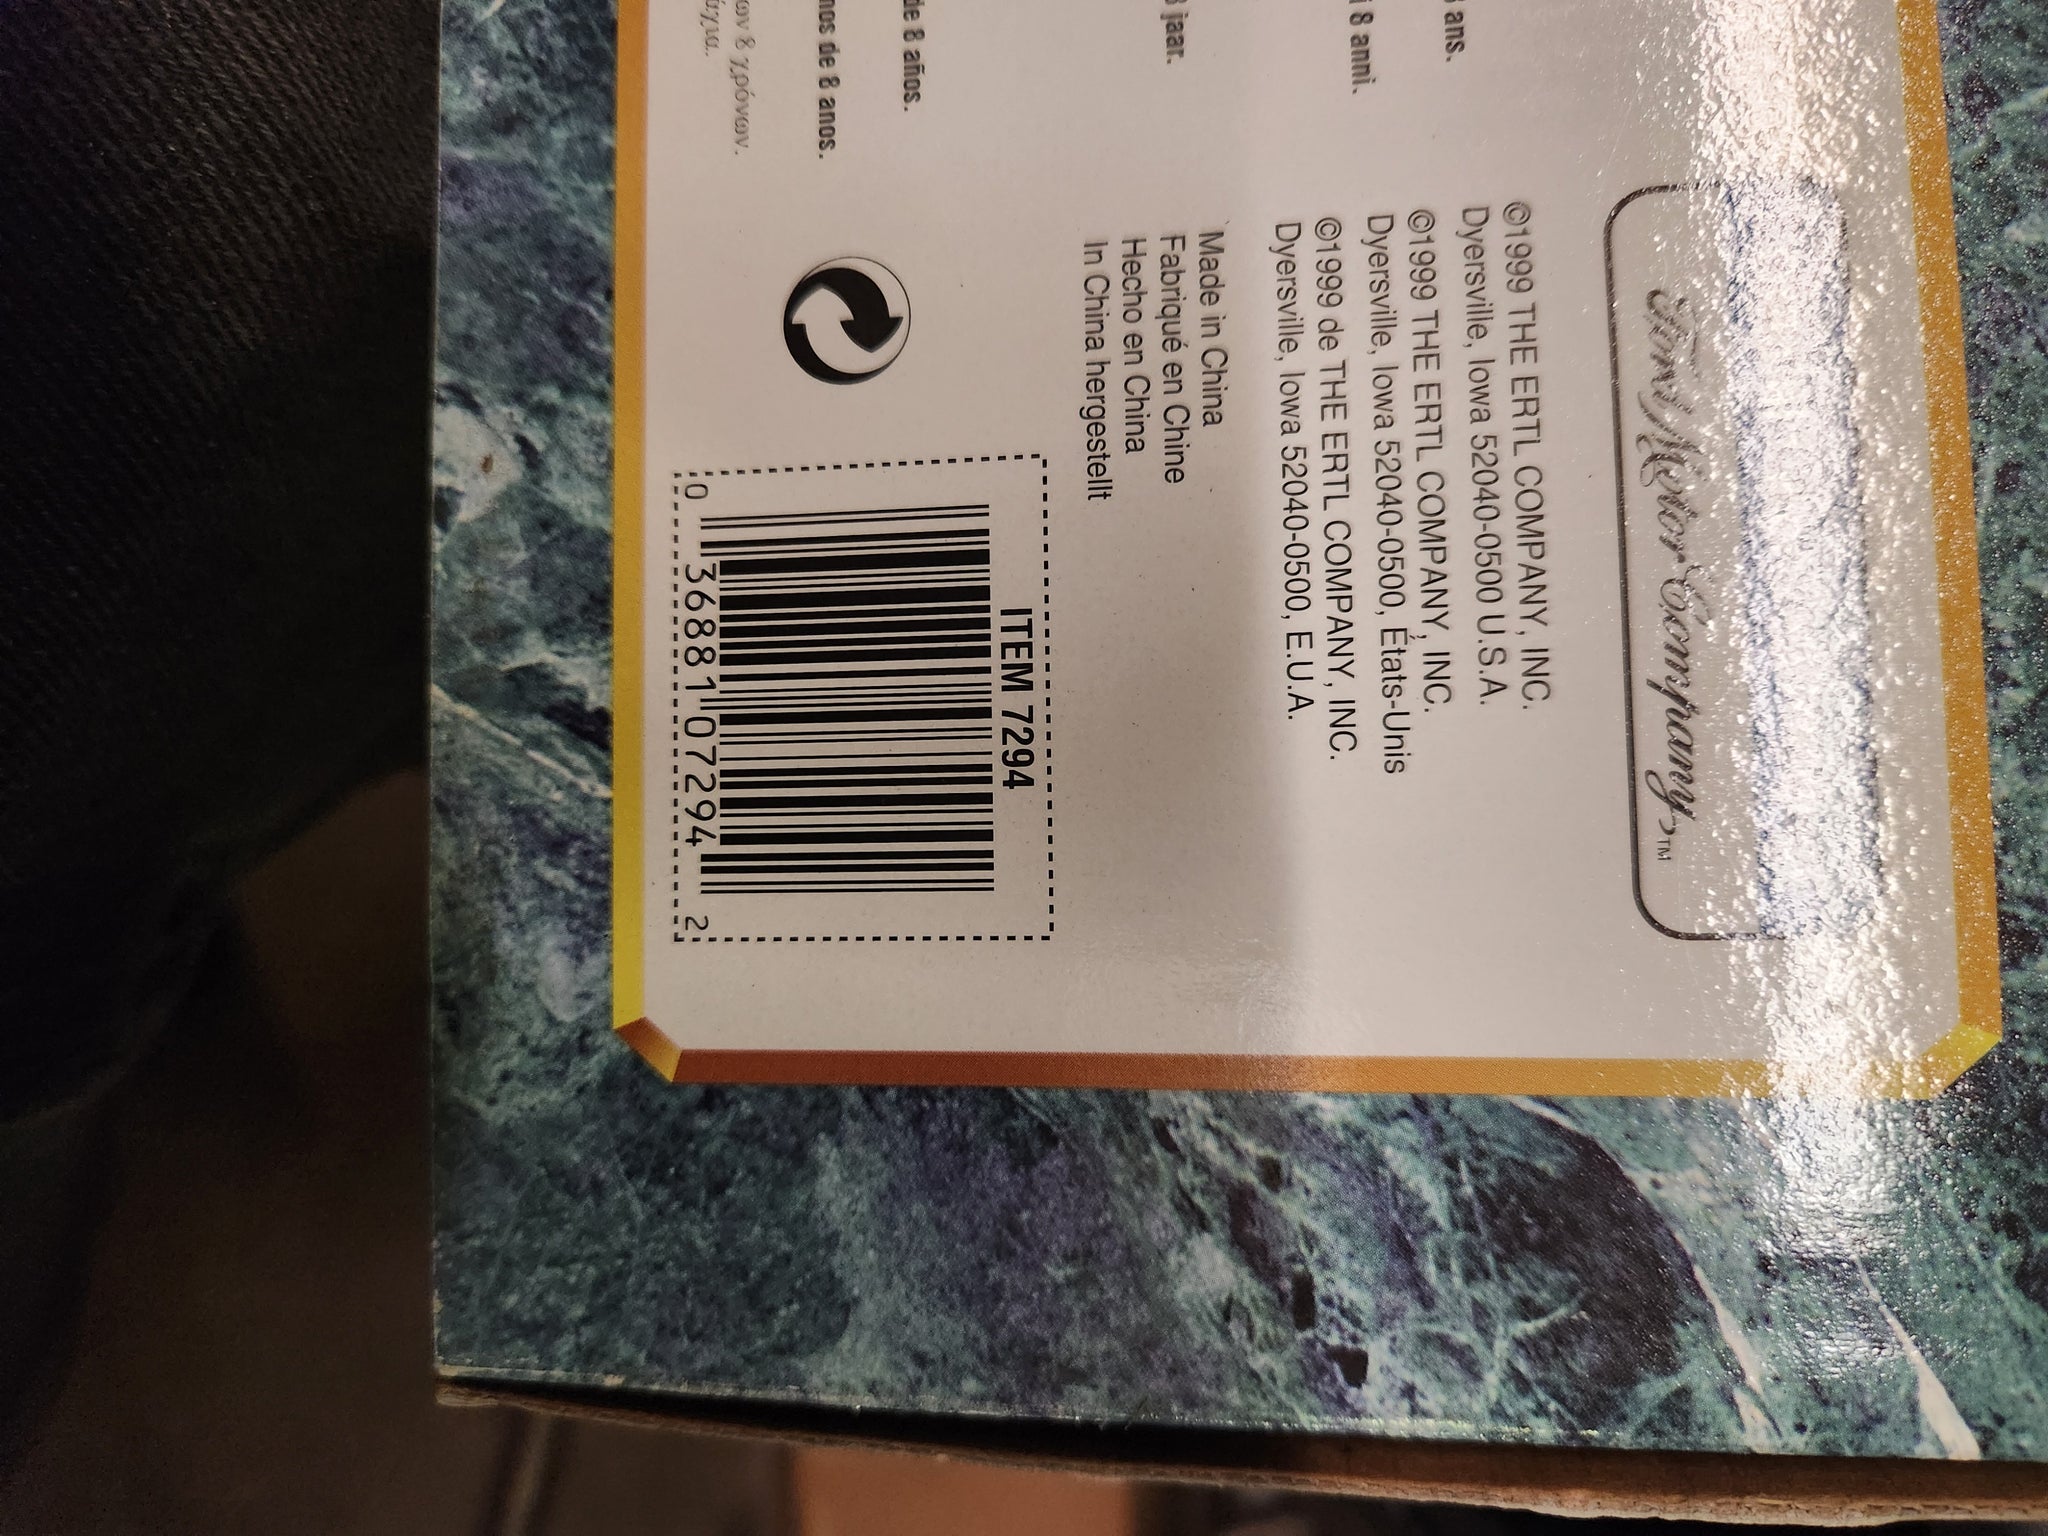 Ford Motor Company,™
©1999 THE ERTL COMPANY, INC.
Dyersville, Iowa 52040-0500 U.S.A.
©1999 THE ERTL COMPANY, INC.
Dyersville, Iowa 52040-0500, États-Unis
©1999 de THE ERTL COMPANY, INC.
Dyersville, Iowa 52040-0500, E.U.A.
Made in China
Fabriqué en Chine
Hecho en China
In China hergestellt
ans.
8 anni.
jaar.
de 8 años.
de 8 anos.
8 χρόνων.
ITEM 7294
0 36881 07294 2